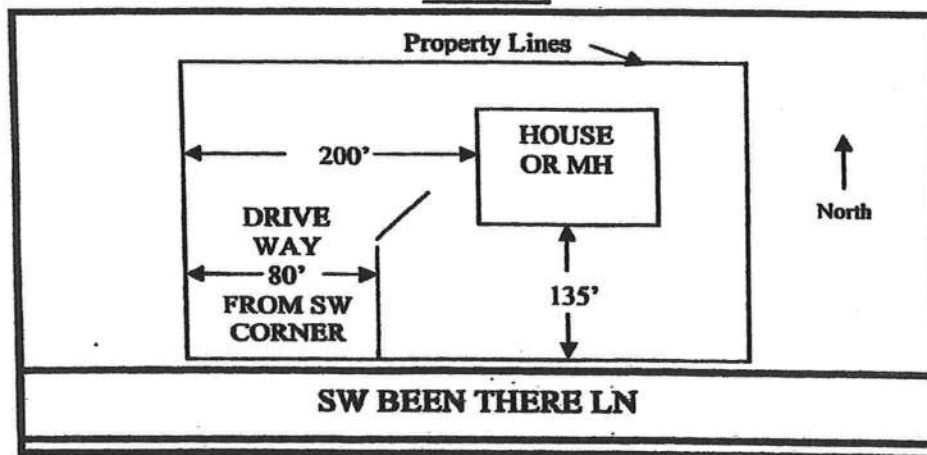 Property Lines
HOUSE
OR MH
200'
North
DRIVE
WAY
80'
FROM SW
CORNER
135'
SW BEEN THERE LN